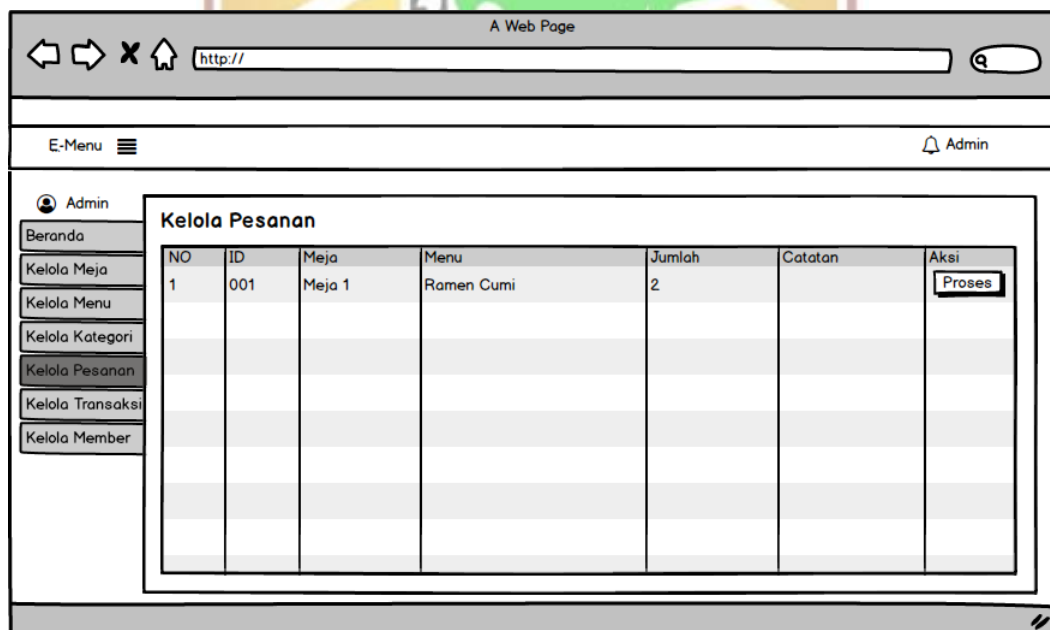 A Web Page
http://
E-Menu
Admin
Admin
Beranda
Kelola Meja
Kelola Menu
Kelola Kategori
Kelola Pesanan
Kelola Transaksi
Kelola Member
Kelola Pesanan
NO ID Meja Menu Jumlah Catatan Aksi
1 001 Meja 1 Ramen Cumi 2 Proses